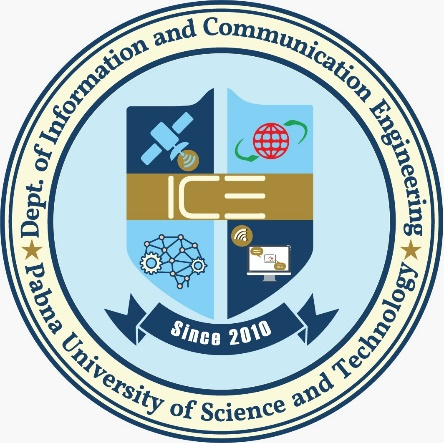 Dept. of Information and Communication Engineering
ICE
Since 2010
Pabna University of Science and Technology